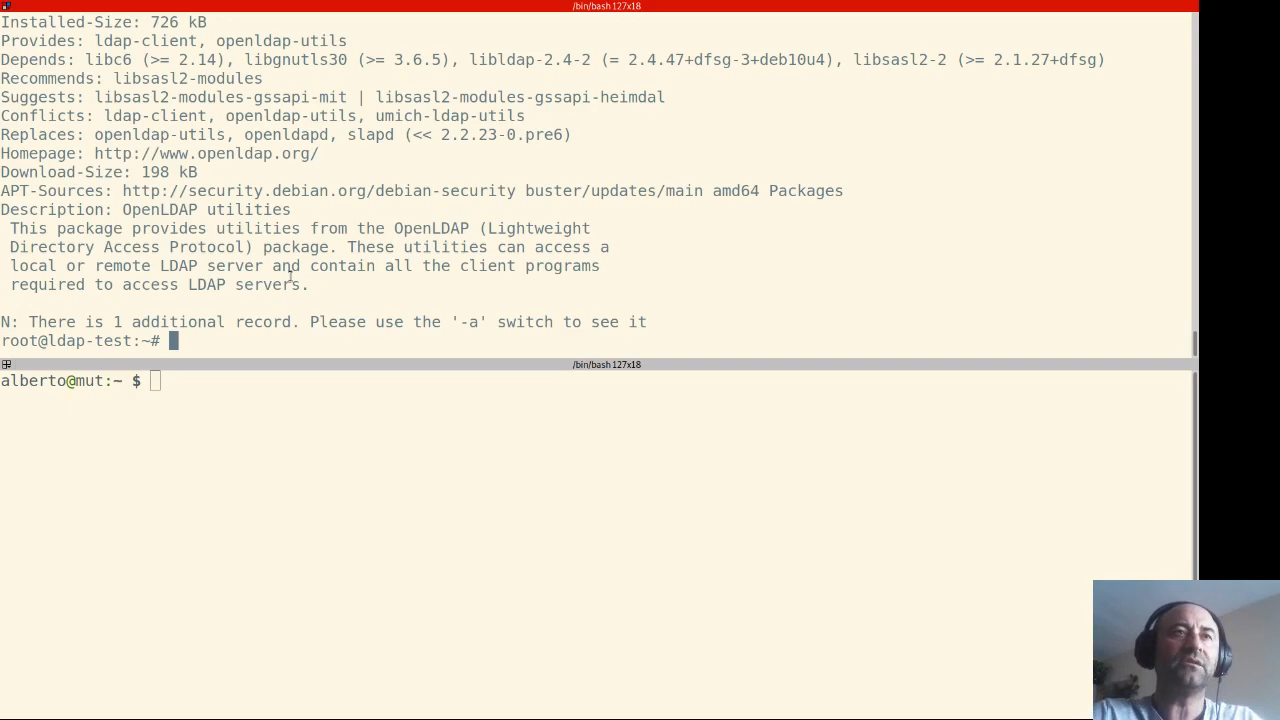 /bin/bash 127x18
Installed-Size: 726 kB
Provides: ldap-client, openldap-utils
Depends: libc6 (>= 2.14), libgnutls30 (>= 3.6.5), libldap-2.4-2 (= 2.4.47+dfsg-3+deb10u4), libsasl2-2 (>= 2.1.27+dfsg)
Recommends: libsasl2-modules
Suggests: libsasl2-modules-gssapi-mit | libsasl2-modules-gssapi-heimdal
Conflicts: ldap-client, openldap-utils, umich-ldap-utils
Replaces: openldap-utils, openldapd, slapd (<< 2.2.23-0.pre6)
Homepage: http://www.openldap.org/
Download-Size: 198 kB
APT-Sources: http://security.debian.org/debian-security buster/updates/main amd64 Packages
Description: OpenLDAP utilities
 This package provides utilities from the OpenLDAP (Lightweight
 Directory Access Protocol) package. These utilities can access a
 local or remote LDAP server and contain all the client programs
 required to access LDAP servers.

N: There is 1 additional record. Please use the '-a' switch to see it
root@ldap-test:~#
/bin/bash 127x18
alberto@mut:~ $